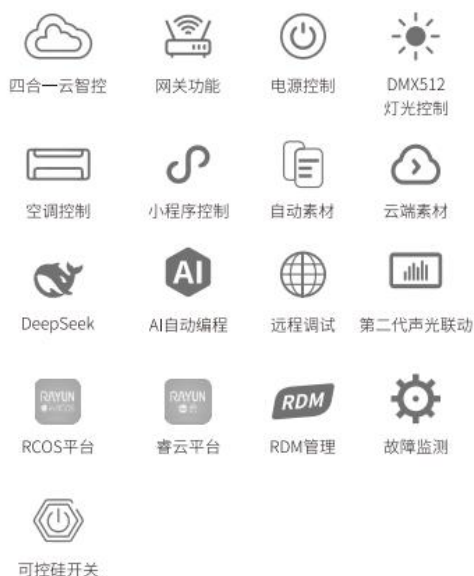 四合一云智控
网关功能
电源控制
DMX512
灯光控制
空调控制
小程序控制
自动素材
云端素材
AI
DeepSeek
AI自动编程
远程调试
第二代声光联动
RAYUN
RAYUN
睿云
RDM
RCOS平台
睿云平台
RDM管理
故障监测
可控硅开关